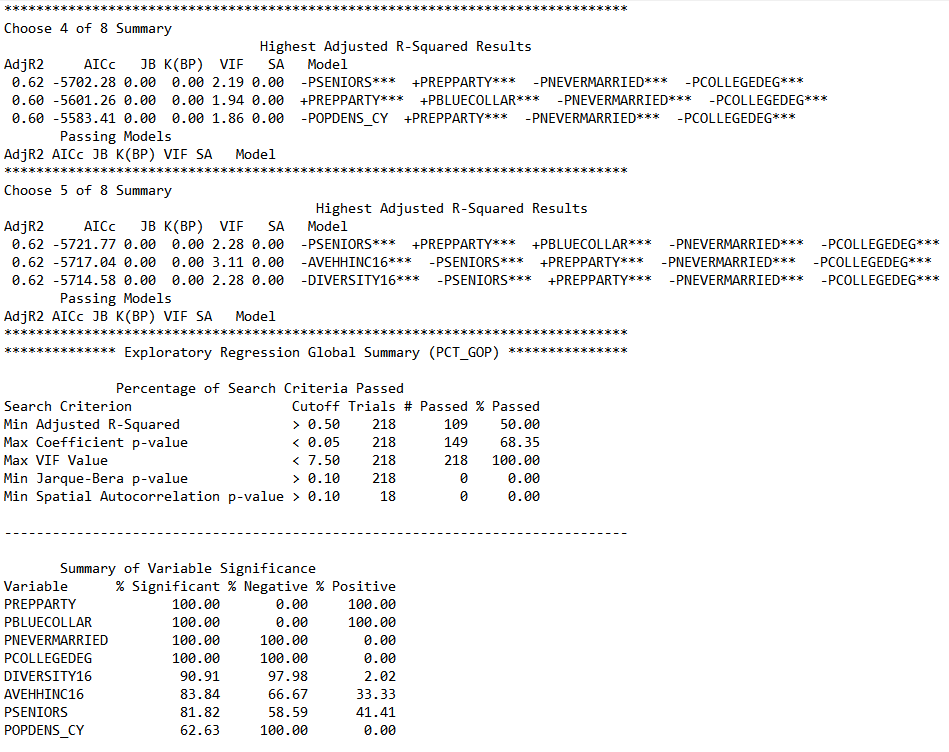 ******************************************************************************
Choose 4 of 8 Summary
                                Highest Adjusted R-Squared Results
AdjR2     AICc   JB K(BP)  VIF   SA   Model
 0.62 -5702.28 0.00  0.00 2.19 0.00  -PSENIORS***  +PREPPARTY***  -PNEVERMARRIED***  -PCOLLEGEDEG***
 0.60 -5601.26 0.00  0.00 1.94 0.00  +PREPPARTY***  +PBLUECOLLAR***  -PNEVERMARRIED***  -PCOLLEGEDEG***
 0.60 -5583.41 0.00  0.00 1.86 0.00  -POPDENS_CY  +PREPPARTY***  -PNEVERMARRIED***  -PCOLLEGEDEG***
       Passing Models
AdjR2 AICc JB K(BP) VIF SA   Model
******************************************************************************
Choose 5 of 8 Summary
                                       Highest Adjusted R-Squared Results
AdjR2     AICc   JB K(BP)  VIF   SA   Model
 0.62 -5721.77 0.00  0.00 2.28 0.00  -PSENIORS***  +PREPPARTY***  +PBLUECOLLAR***  -PNEVERMARRIED***  -PCOLLEGEDEG***
 0.62 -5717.04 0.00  0.00 3.11 0.00  -AVEHHINC16***  -PSENIORS***  +PREPPARTY***  -PNEVERMARRIED***  -PCOLLEGEDEG***
 0.62 -5714.58 0.00  0.00 2.28 0.00  -DIVERSITY16***  -PSENIORS***  +PREPPARTY***  -PNEVERMARRIED***  -PCOLLEGEDEG***
       Passing Models
AdjR2 AICc JB K(BP) VIF SA   Model
******************************************************************************
************** Exploratory Regression Global Summary (PCT_GOP) ***************
              Percentage of Search Criteria Passed
Search Criterion                    Cutoff Trials # Passed % Passed
Min Adjusted R-Squared              > 0.50    218      109    50.00
Max Coefficient p-value             < 0.05    218      149    68.35
Max VIF Value                       < 7.50    218      218   100.00
Min Jarque-Bera p-value             > 0.10    218        0     0.00
Min Spatial Autocorrelation p-value > 0.10     18        0     0.00
------------------------------------------------------------------------------
       Summary of Variable Significance
Variable      % Significant % Negative % Positive
PREPPARTY            100.00       0.00     100.00
PBLUECOLLAR          100.00       0.00     100.00
PNEVERMARRIED        100.00     100.00       0.00
PCOLLEGEDEG          100.00     100.00       0.00
DIVERSITY16           90.91      97.98       2.02
AVEHHINC16            83.84      66.67      33.33
PSENIORS              81.82      58.59      41.41
POPDENS_CY            62.63     100.00       0.00